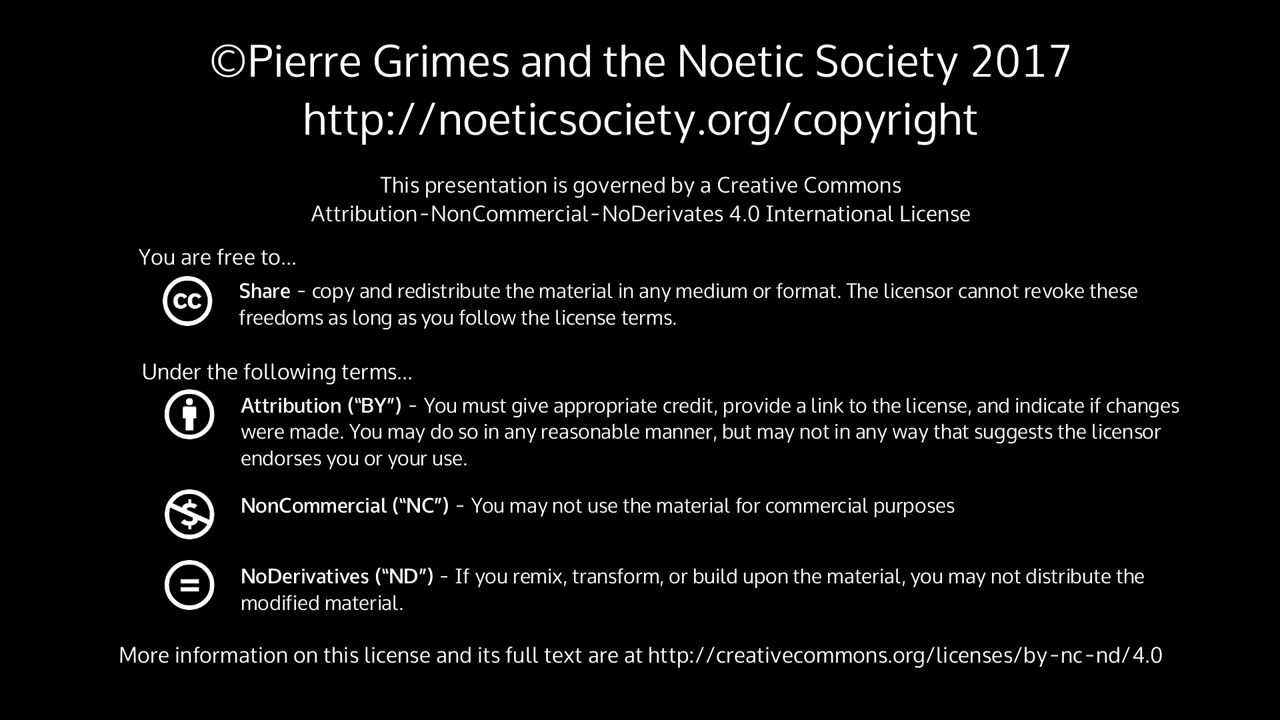 ©Pierre Grimes and the Noetic Society 2017
http://noeticsociety.org/copyright
This presentation is governed by a Creative Commons
Attribution-NonCommercial-NoDerivates 4.0 International License
You are free to...
cc
Share - copy and redistribute the material in any medium or format. The licensor cannot revoke these
freedoms as long as you follow the license terms.
Under the following terms...
Attribution (“BY”) - You must give appropriate credit, provide a link to the license, and indicate if changes
were made. You may do so in any reasonable manner, but may not in any way that suggests the licensor
endorses you or your use.
$
NonCommercial (“NC”) - You may not use the material for commercial purposes
=
NoDerivatives (“ND”) - If you remix, transform, or build upon the material, you may not distribute the
modified material.
More information on this license and its full text are at http://creativecommons.org/licenses/by-nc-nd/4.0